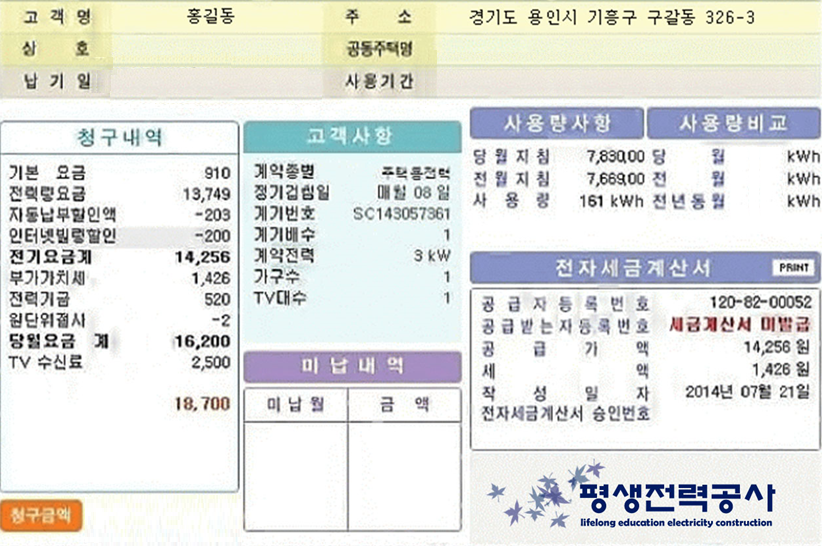 고 객 명 홍길동 주 소 경기도 용인시 기흥구 구갈동 326-3
상 호 공동주택명
납 기 일 사용기간
청구내역
기본 요금 910
전력량요금 13,749
자동납부할인액 -203
인터넷빌링할인 -200
전기요금계 14,256
부가가치세 1,426
전력기금 520
원단위절사 -2
당월요금 계 16,200
TV 수신료 2,500
18,700
청구금액
고객사항
계약종별 주택용전력
정기검침일 매월 08 일
계기번호 SC143057361
계기배수 1
계약전력 3 kW
가구수 1
TV대수 1
미 납 내 역
미 납 월 금 액
사용량사항
당 월 지 침 7,830,00
전 월 지 침 7,669,00
사 용 량 161 kWh
사용량비교
당 월 kWh
전 월 kWh
전년동월 kWh
전자세금계산서 PRINT
공 급 자 등 록 번 호 120-82-00052
공급받는자등록번호 세금계산서 미발급
공 급 가 액 14,256 원
세 액 1,426 원
작 성 일 자 2014년 07월 21일
전자세금계산서 승인번호
평생전력공사
lifelong education electricity construction